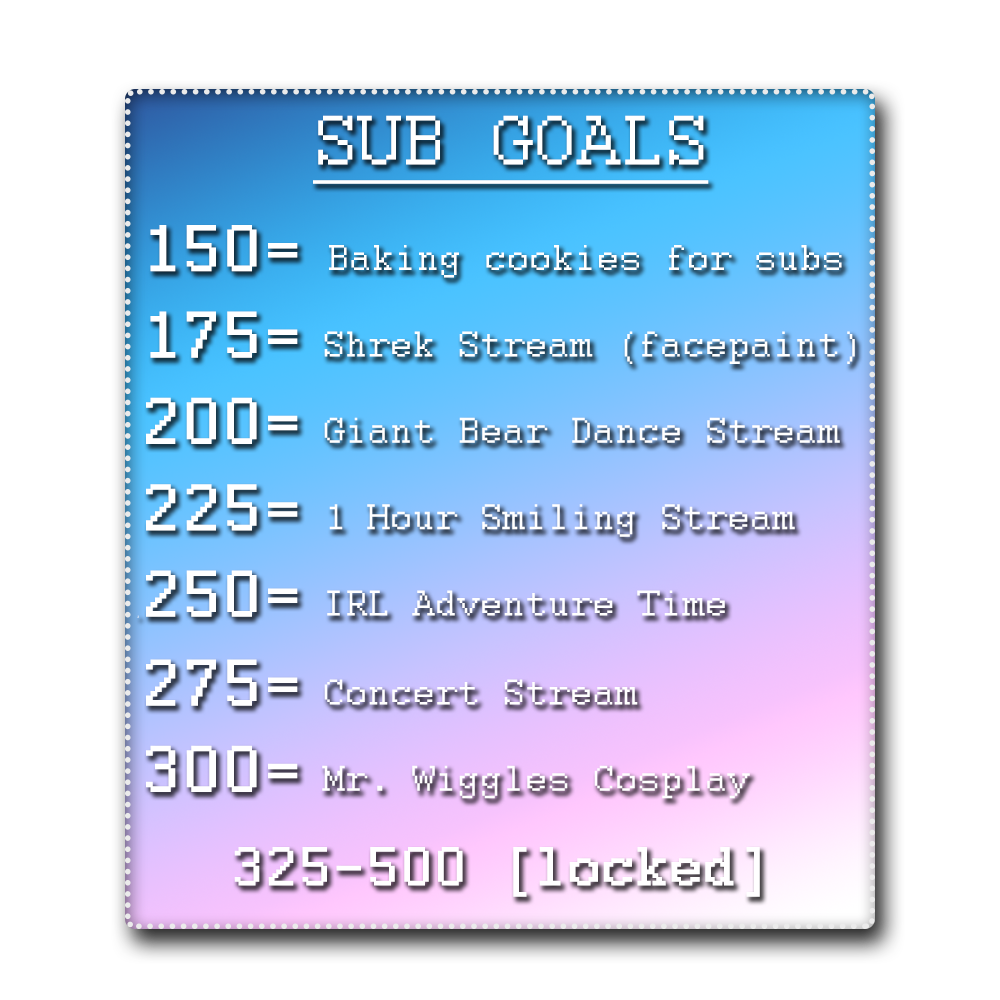 SUB GOALS
150= Baking cookies for subs
175= Shrek Stream (facepaint)
200= Giant Bear Dance Stream
225= 1 Hour Smiling Stream
250= IRL Adventure Time
275= Concert Stream
300= Mr. Wiggles Cosplay
325-500 [locked]